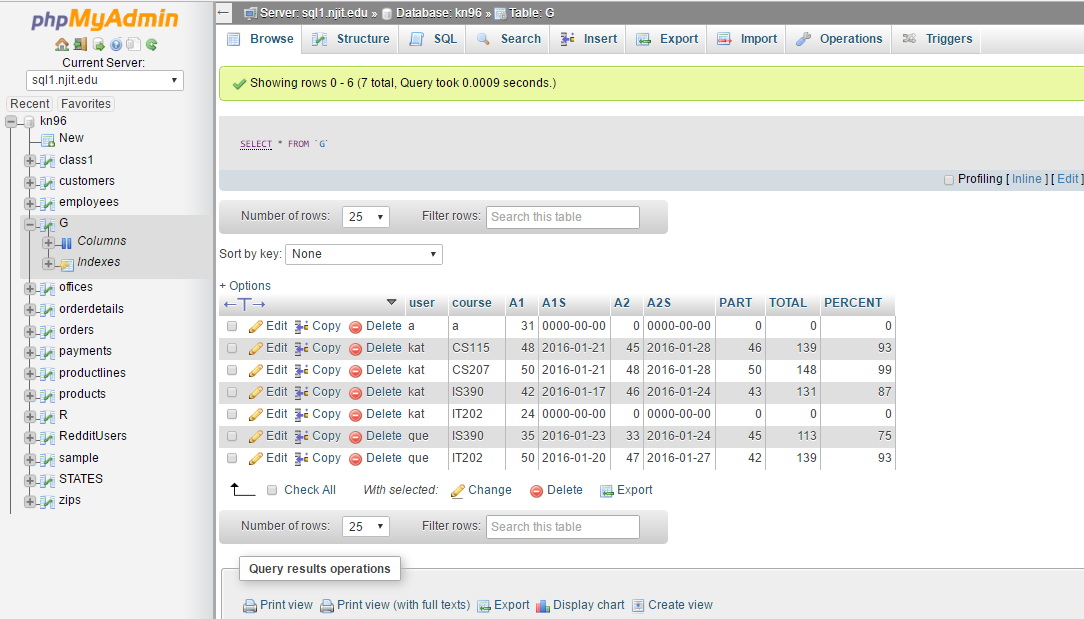 phpMyAdmin
Current Server:
sql1.njit.edu
Recent Favorites
kn96
New
class1
customers
employees
G
Columns
Indexes
offices
orderdetails
orders
payments
productlines
products
R
RedditUsers
sample
STATES
zips
Server: sql1.njit.edu » Database: kn96 » Table: G
Browse Structure SQL Search Insert Export Import Operations Triggers
Showing rows 0 - 6 (7 total, Query took 0.0009 seconds.)
SELECT * FROM `G`
Profiling [ Inline ] [ Edit ]
Number of rows: 25 Filter rows: Search this table
Sort by key: None
+ Options
←T→ user course A1 A1S A2 A2S PART TOTAL PERCENT
Edit Copy Delete a a 31 0000-00-00 0 0000-00-00 0 0 0
Edit Copy Delete kat CS115 48 2016-01-21 45 2016-01-28 46 139 93
Edit Copy Delete kat CS207 50 2016-01-21 48 2016-01-28 50 148 99
Edit Copy Delete kat IS390 42 2016-01-17 46 2016-01-24 43 131 87
Edit Copy Delete kat IT202 24 0000-00-00 0 0000-00-00 0 0 0
Edit Copy Delete que IS390 35 2016-01-23 33 2016-01-24 45 113 75
Edit Copy Delete que IT202 50 2016-01-20 47 2016-01-27 42 139 93
Check All With selected: Change Delete Export
Number of rows: 25 Filter rows: Search this table
Query results operations
Print view Print view (with full texts) Export Display chart Create view